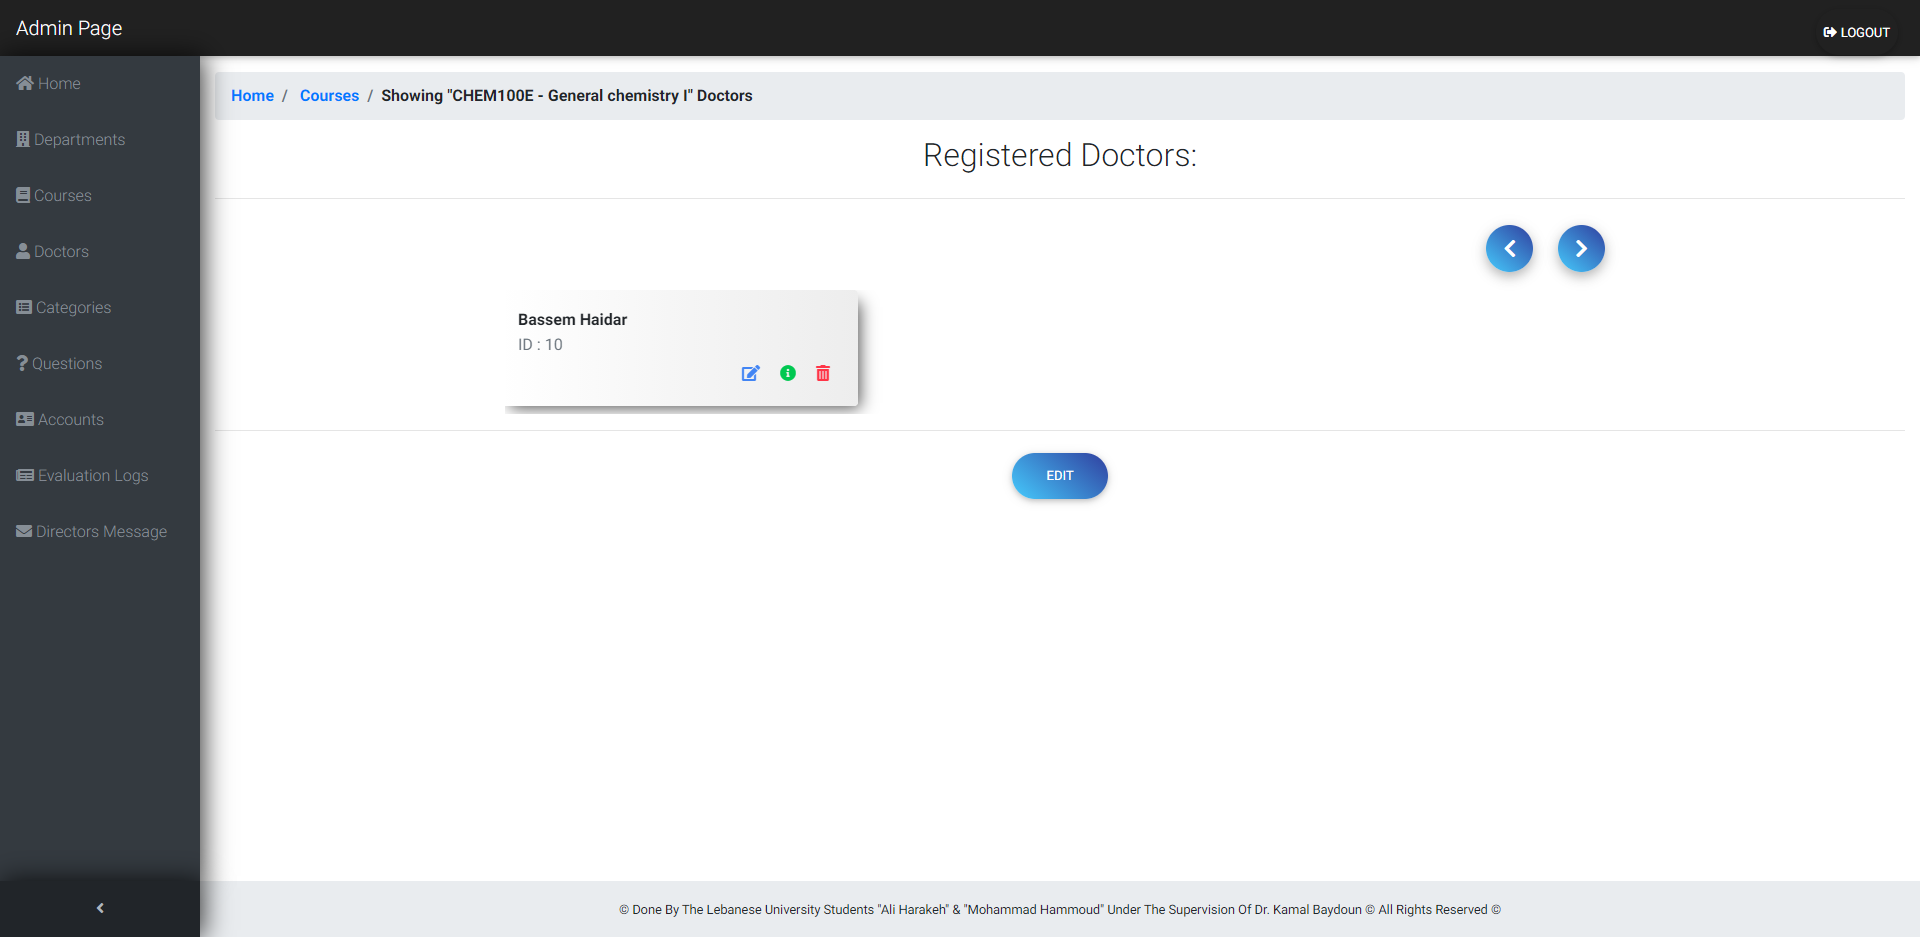 Admin Page
LOGOUT
Home
Departments
Courses
Doctors
Categories
Questions
Accounts
Evaluation Logs
Directors Message
Home / Courses / Showing "CHEM100E - General chemistry I" Doctors
Registered Doctors:
Bassem Haidar
ID : 10
EDIT
© Done By The Lebanese University Students "Ali Harakeh" & "Mohammad Hammoud" Under The Supervision Of Dr. Kamal Baydoun © All Rights Reserved ©